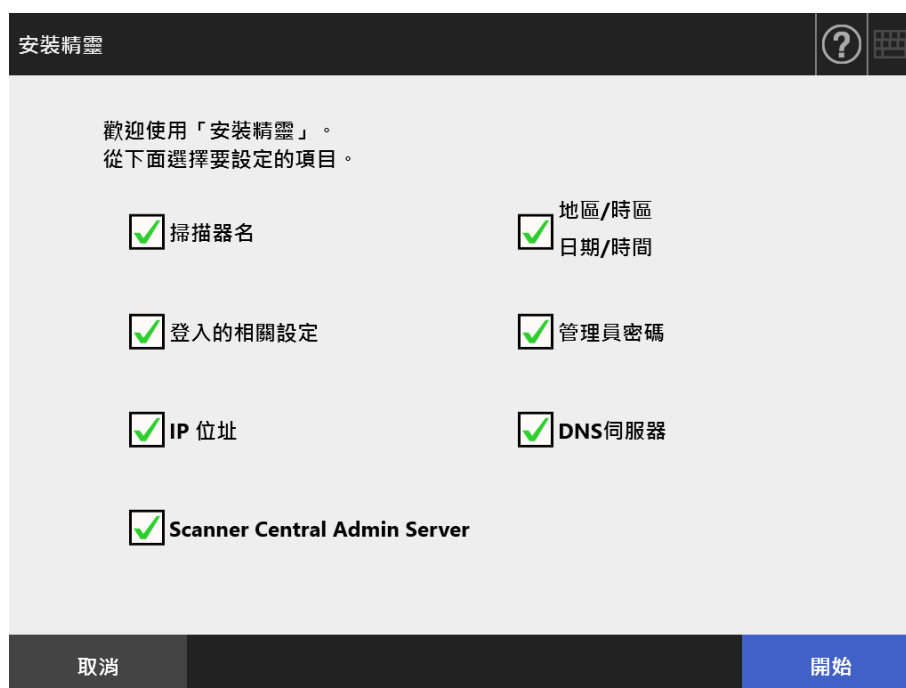 安裝精靈
?
歡迎使用「安裝精靈」。
從下面選擇要設定的項目。
掃描器名
地區/時區
日期/時間
登入的相關設定
管理員密碼
IP 位址
DNS伺服器
Scanner Central Admin Server
取消
開始